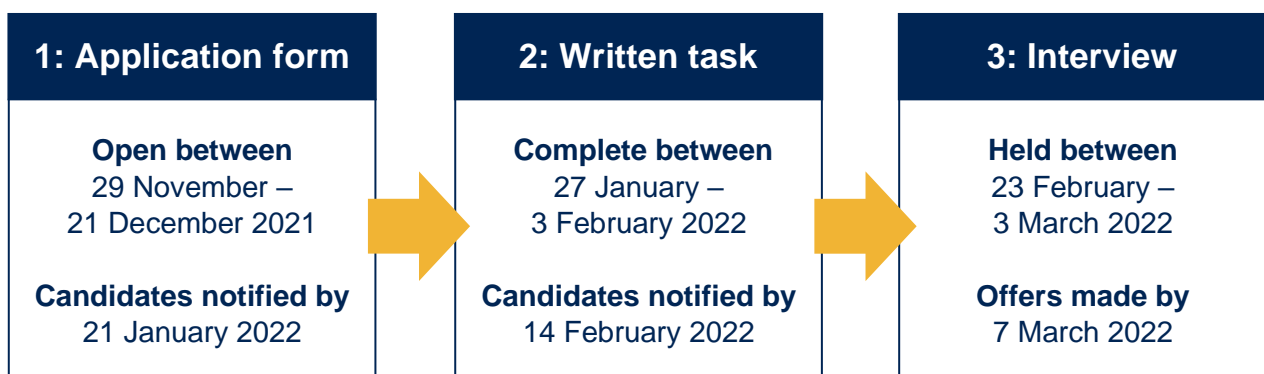 1: Application form
Open between
29 November –
21 December 2021
Candidates notified by
21 January 2022
2: Written task
Complete between
27 January –
3 February 2022
Candidates notified by
14 February 2022
3: Interview
Held between
23 February –
3 March 2022
Offers made by
7 March 2022